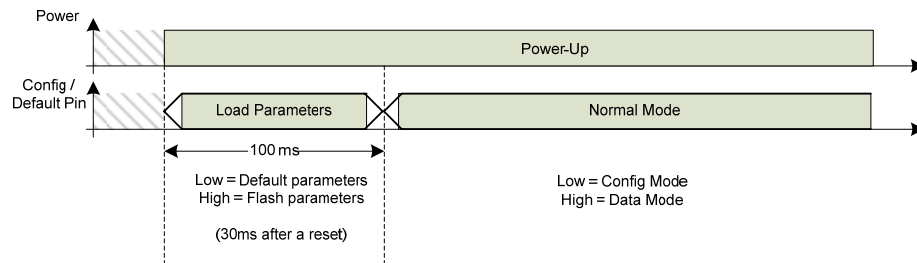 Power
Power-Up
Config /
Default Pin
Load Parameters
Normal Mode
100 ms
Low = Default parameters
High = Flash parameters
(30ms after a reset)
Low = Config Mode
High = Data Mode